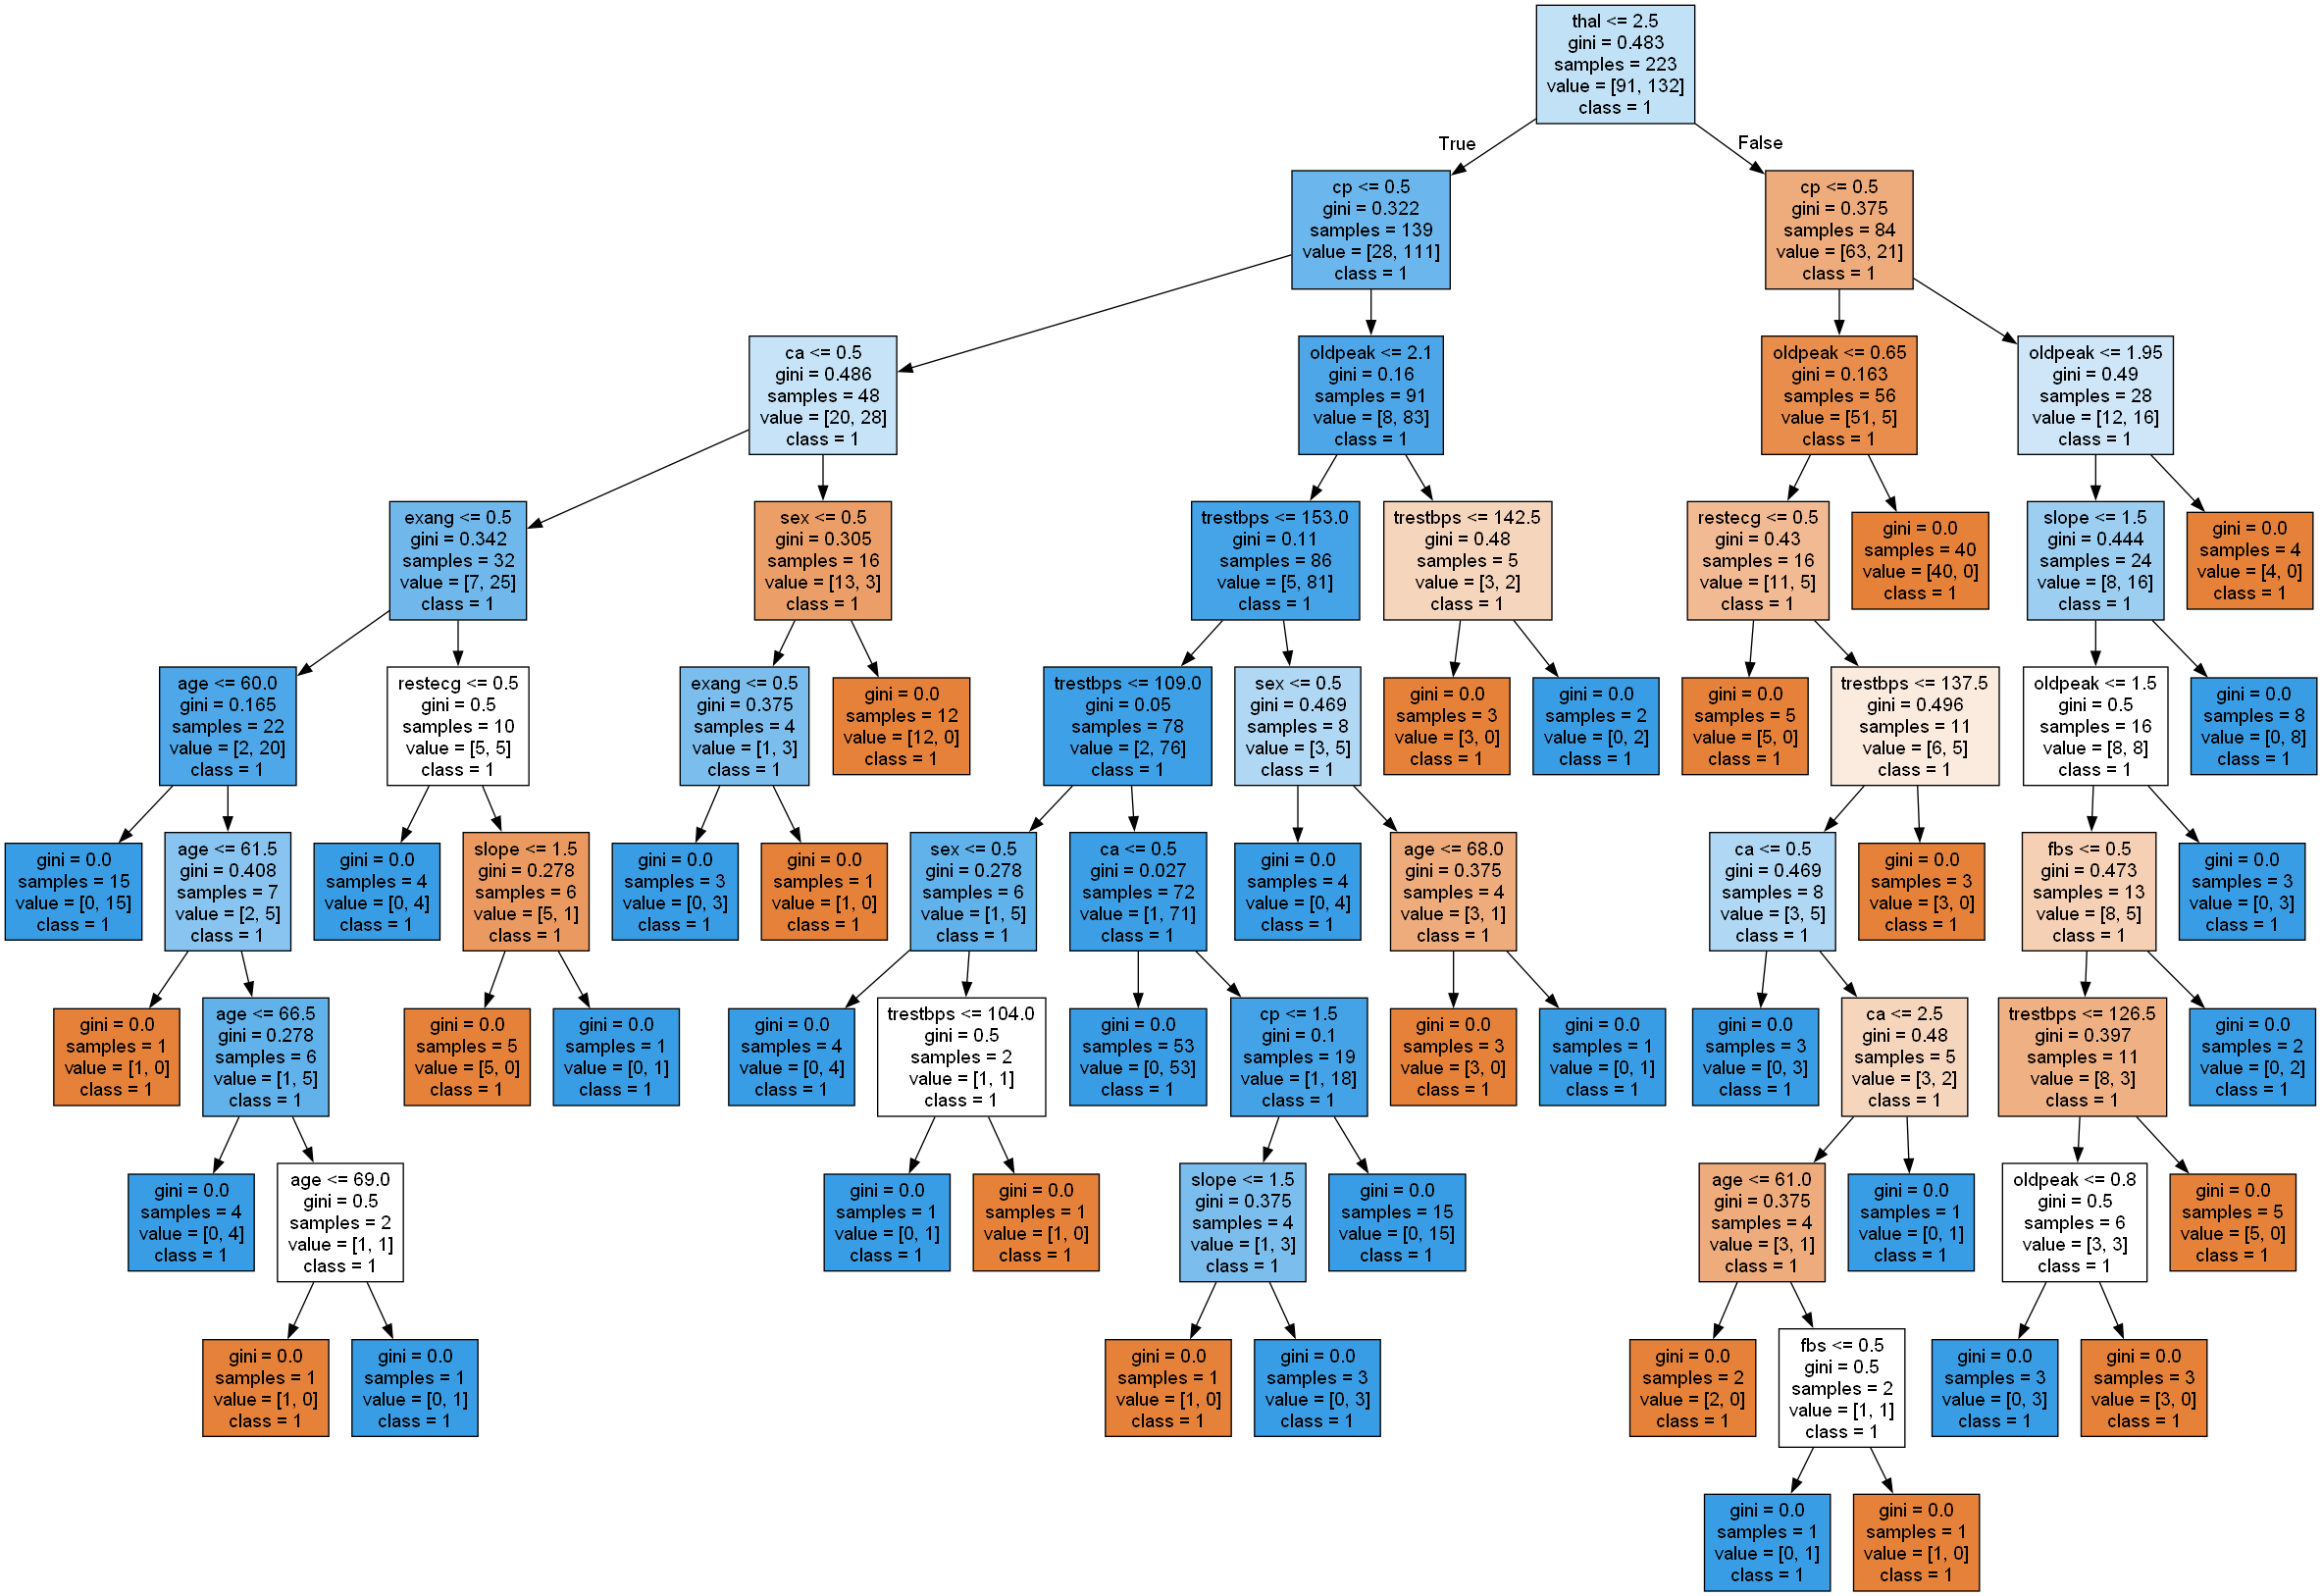 thal <= 2.5
gini = 0.483
samples = 223
value = [91, 132]
class = 1
True
False
cp <= 0.5
gini = 0.322
samples = 139
value = [28, 111]
class = 1
cp <= 0.5
gini = 0.375
samples = 84
value = [63, 21]
class = 1
ca <= 0.5
gini = 0.486
samples = 48
value = [20, 28]
class = 1
oldpeak <= 2.1
gini = 0.16
samples = 91
value = [8, 83]
class = 1
oldpeak <= 0.65
gini = 0.163
samples = 56
value = [51, 5]
class = 1
oldpeak <= 1.95
gini = 0.49
samples = 28
value = [12, 16]
class = 1
exang <= 0.5
gini = 0.342
samples = 32
value = [7, 25]
class = 1
sex <= 0.5
gini = 0.305
samples = 16
value = [13, 3]
class = 1
trestbps <= 153.0
gini = 0.11
samples = 86
value = [5, 81]
class = 1
trestbps <= 142.5
gini = 0.48
samples = 5
value = [3, 2]
class = 1
restecg <= 0.5
gini = 0.43
samples = 16
value = [11, 5]
class = 1
gini = 0.0
samples = 40
value = [40, 0]
class = 1
slope <= 1.5
gini = 0.444
samples = 24
value = [8, 16]
class = 1
gini = 0.0
samples = 4
value = [4, 0]
class = 1
age <= 60.0
gini = 0.165
samples = 22
value = [2, 20]
class = 1
restecg <= 0.5
gini = 0.5
samples = 10
value = [5, 5]
class = 1
exang <= 0.5
gini = 0.375
samples = 4
value = [1, 3]
class = 1
gini = 0.0
samples = 12
value = [12, 0]
class = 1
trestbps <= 109.0
gini = 0.05
samples = 78
value = [2, 76]
class = 1
sex <= 0.5
gini = 0.469
samples = 8
value = [3, 5]
class = 1
gini = 0.0
samples = 3
value = [3, 0]
class = 1
gini = 0.0
samples = 2
value = [0, 2]
class = 1
gini = 0.0
samples = 5
value = [5, 0]
class = 1
trestbps <= 137.5
gini = 0.496
samples = 11
value = [6, 5]
class = 1
oldpeak <= 1.5
gini = 0.5
samples = 16
value = [8, 8]
class = 1
gini = 0.0
samples = 8
value = [0, 8]
class = 1
gini = 0.0
samples = 15
value = [0, 15]
class = 1
age <= 61.5
gini = 0.408
samples = 7
value = [2, 5]
class = 1
gini = 0.0
samples = 4
value = [0, 4]
class = 1
slope <= 1.5
gini = 0.278
samples = 6
value = [5, 1]
class = 1
gini = 0.0
samples = 3
value = [0, 3]
class = 1
gini = 0.0
samples = 1
value = [1, 0]
class = 1
sex <= 0.5
gini = 0.278
samples = 6
value = [1, 5]
class = 1
ca <= 0.5
gini = 0.027
samples = 72
value = [1, 71]
class = 1
gini = 0.0
samples = 4
value = [0, 4]
class = 1
age <= 68.0
gini = 0.375
samples = 4
value = [3, 1]
class = 1
ca <= 0.5
gini = 0.469
samples = 8
value = [3, 5]
class = 1
gini = 0.0
samples = 3
value = [3, 0]
class = 1
fbs <= 0.5
gini = 0.473
samples = 13
value = [8, 5]
class = 1
gini = 0.0
samples = 3
value = [0, 3]
class = 1
gini = 0.0
samples = 1
value = [1, 0]
class = 1
age <= 66.5
gini = 0.278
samples = 6
value = [1, 5]
class = 1
gini = 0.0
samples = 5
value = [5, 0]
class = 1
gini = 0.0
samples = 1
value = [0, 1]
class = 1
gini = 0.0
samples = 4
value = [0, 4]
class = 1
trestbps <= 104.0
gini = 0.5
samples = 2
value = [1, 1]
class = 1
gini = 0.0
samples = 53
value = [0, 53]
class = 1
cp <= 1.5
gini = 0.1
samples = 19
value = [1, 18]
class = 1
gini = 0.0
samples = 3
value = [3, 0]
class = 1
gini = 0.0
samples = 1
value = [0, 1]
class = 1
gini = 0.0
samples = 3
value = [0, 3]
class = 1
ca <= 2.5
gini = 0.48
samples = 5
value = [3, 2]
class = 1
trestbps <= 126.5
gini = 0.397
samples = 11
value = [8, 3]
class = 1
gini = 0.0
samples = 2
value = [0, 2]
class = 1
gini = 0.0
samples = 4
value = [0, 4]
class = 1
age <= 69.0
gini = 0.5
samples = 2
value = [1, 1]
class = 1
gini = 0.0
samples = 1
value = [0, 1]
class = 1
gini = 0.0
samples = 1
value = [1, 0]
class = 1
slope <= 1.5
gini = 0.375
samples = 4
value = [1, 3]
class = 1
gini = 0.0
samples = 15
value = [0, 15]
class = 1
age <= 61.0
gini = 0.375
samples = 4
value = [3, 1]
class = 1
gini = 0.0
samples = 1
value = [0, 1]
class = 1
oldpeak <= 0.8
gini = 0.5
samples = 6
value = [3, 3]
class = 1
gini = 0.0
samples = 5
value = [5, 0]
class = 1
gini = 0.0
samples = 1
value = [1, 0]
class = 1
gini = 0.0
samples = 1
value = [0, 1]
class = 1
gini = 0.0
samples = 1
value = [1, 0]
class = 1
gini = 0.0
samples = 3
value = [0, 3]
class = 1
gini = 0.0
samples = 2
value = [2, 0]
class = 1
fbs <= 0.5
gini = 0.5
samples = 2
value = [1, 1]
class = 1
gini = 0.0
samples = 3
value = [0, 3]
class = 1
gini = 0.0
samples = 3
value = [3, 0]
class = 1
gini = 0.0
samples = 1
value = [0, 1]
class = 1
gini = 0.0
samples = 1
value = [1, 0]
class = 1